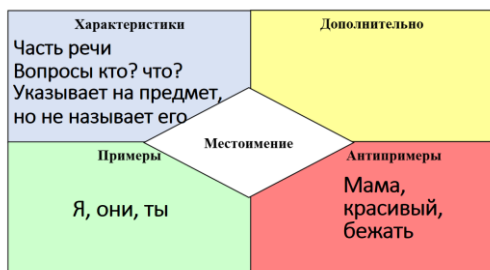 Характеристики
Часть речи
Вопросы кто? что?
Указывает на предмет,
но не называет его
Дополнительно
Местоимение
Примеры
Я, они, ты
Антипримеры
Мама,
красивый,
бежать